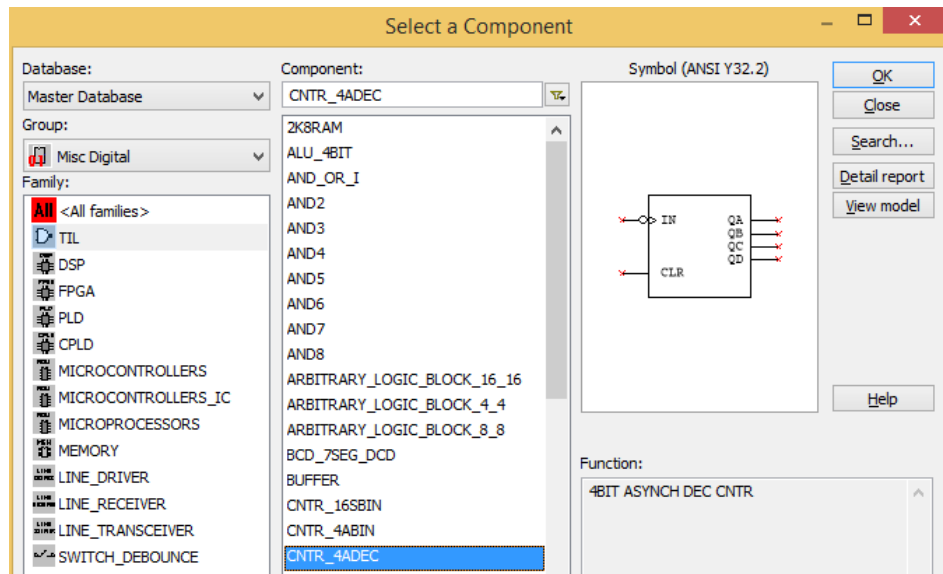 Select a Component
Database:
Master Database
Group:
Misc Digital
Family:
All <All families>
TIL
DSP
FPGA
PLD
CPLD
MICROCONTROLLERS
MICROCONTROLLERS_IC
MICROPROCESSORS
MEMORY
LINE_DRIVER
LINE_RECEIVER
LINE_TRANSCEIVER
SWITCH_DEBOUNCE
Component:
CNTR_4ADEC
2K8RAM
ALU_4BIT
AND_OR_I
AND2
AND3
AND4
AND5
AND6
AND7
AND8
ARBITRARY_LOGIC_BLOCK_16_16
ARBITRARY_LOGIC_BLOCK_4_4
ARBITRARY_LOGIC_BLOCK_8_8
BCD_7SEG_DCD
BUFFER
CNTR_16SBIN
CNTR_4ABIN
CNTR_4ADEC
Symbol (ANSI Y32.2)
IN QA
QB
QC
QD
CLR
Function:
4BIT ASYNCH DEC CNTR
OK
Close
Search...
Detail report
View model
Help